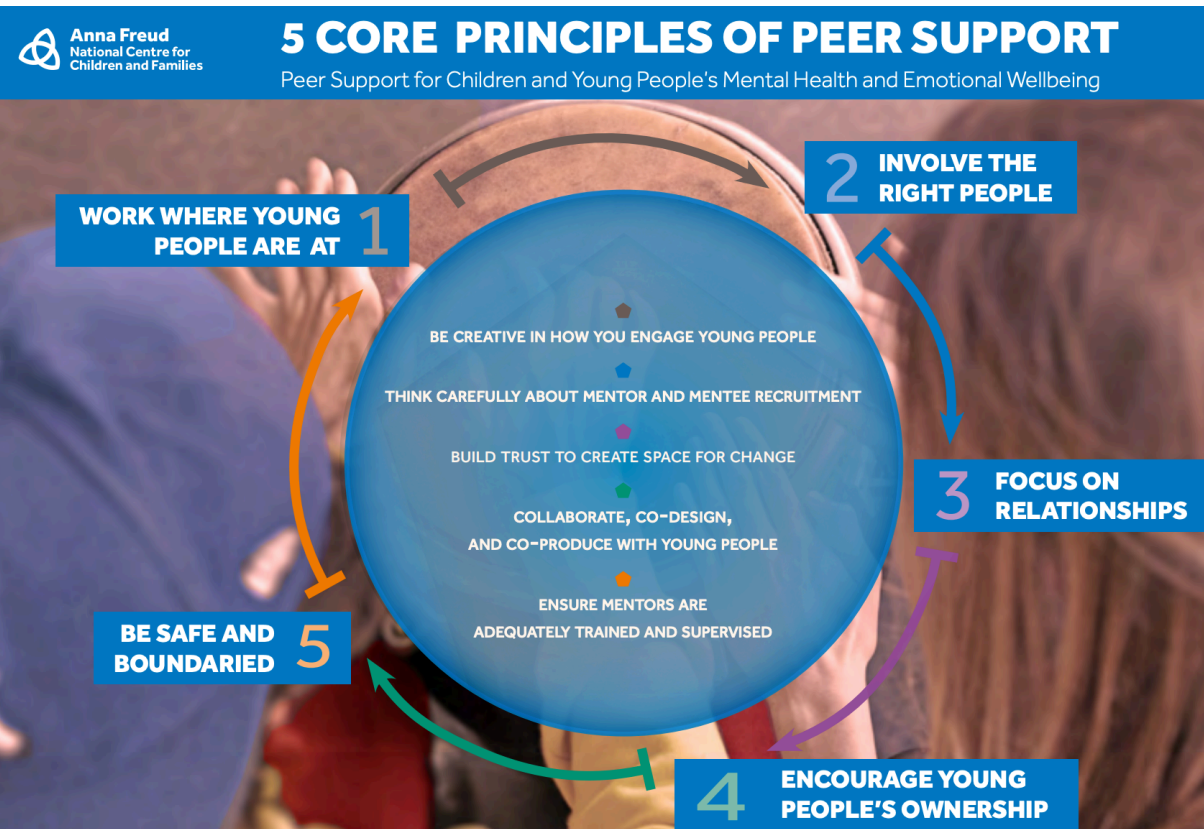 Anna Freud
National Centre for
Children and Families
5 CORE PRINCIPLES OF PEER SUPPORT
Peer Support for Children and Young People's Mental Health and Emotional Wellbeing
WORK WHERE YOUNG
PEOPLE ARE AT
1
2
INVOLVE THE
RIGHT PEOPLE
3
FOCUS ON
RELATIONSHIPS
4
ENCOURAGE YOUNG
PEOPLE'S OWNERSHIP
BE SAFE AND
BOUNDARIED
5
BE CREATIVE IN HOW YOU ENGAGE YOUNG PEOPLE
THINK CAREFULLY ABOUT MENTOR AND MENTEE RECRUITMENT
BUILD TRUST TO CREATE SPACE FOR CHANGE
COLLABORATE, CO-DESIGN,
AND CO-PRODUCE WITH YOUNG PEOPLE
ENSURE MENTORS ARE
ADEQUATELY TRAINED AND SUPERVISED